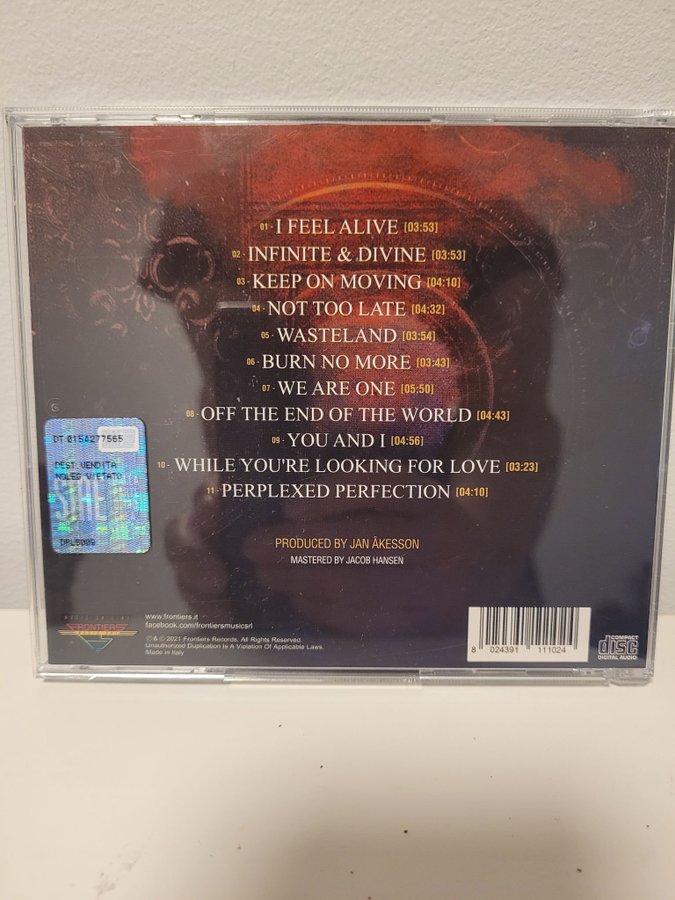 01 - I FEEL ALIVE [03:53]
02 - INFINITE & DIVINE [03:53]
03 - KEEP ON MOVING [04:10]
04 - NOT TOO LATE [04:32]
05 - WASTELAND [03:54]
06 - BURN NO MORE [03:43]
07 - WE ARE ONE [05:50]
08 - OFF THE END OF THE WORLD [04:43]
09 - YOU AND I [04:56]
10 - WHILE YOU'RE LOOKING FOR LOVE [03:23]
11 - PERPLEXED PERFECTION [04:10]
DT 0154277565
DEST VENDITA
NOLEG VIETATO
SIAE
PRODUCED BY JAN ÅKESSON
MASTERED BY JACOB HANSEN
FRONTIERS
www.frontiers.it
facebook.com/frontiersmusicsrl
℗ & © 2021 Frontiers Records. All Rights Reserved.
Unauthorized Duplication Is A Violation Of Applicable Laws.
Made in Italy
8 024391 111024
COMPACT
disc
DIGITAL AUDIO